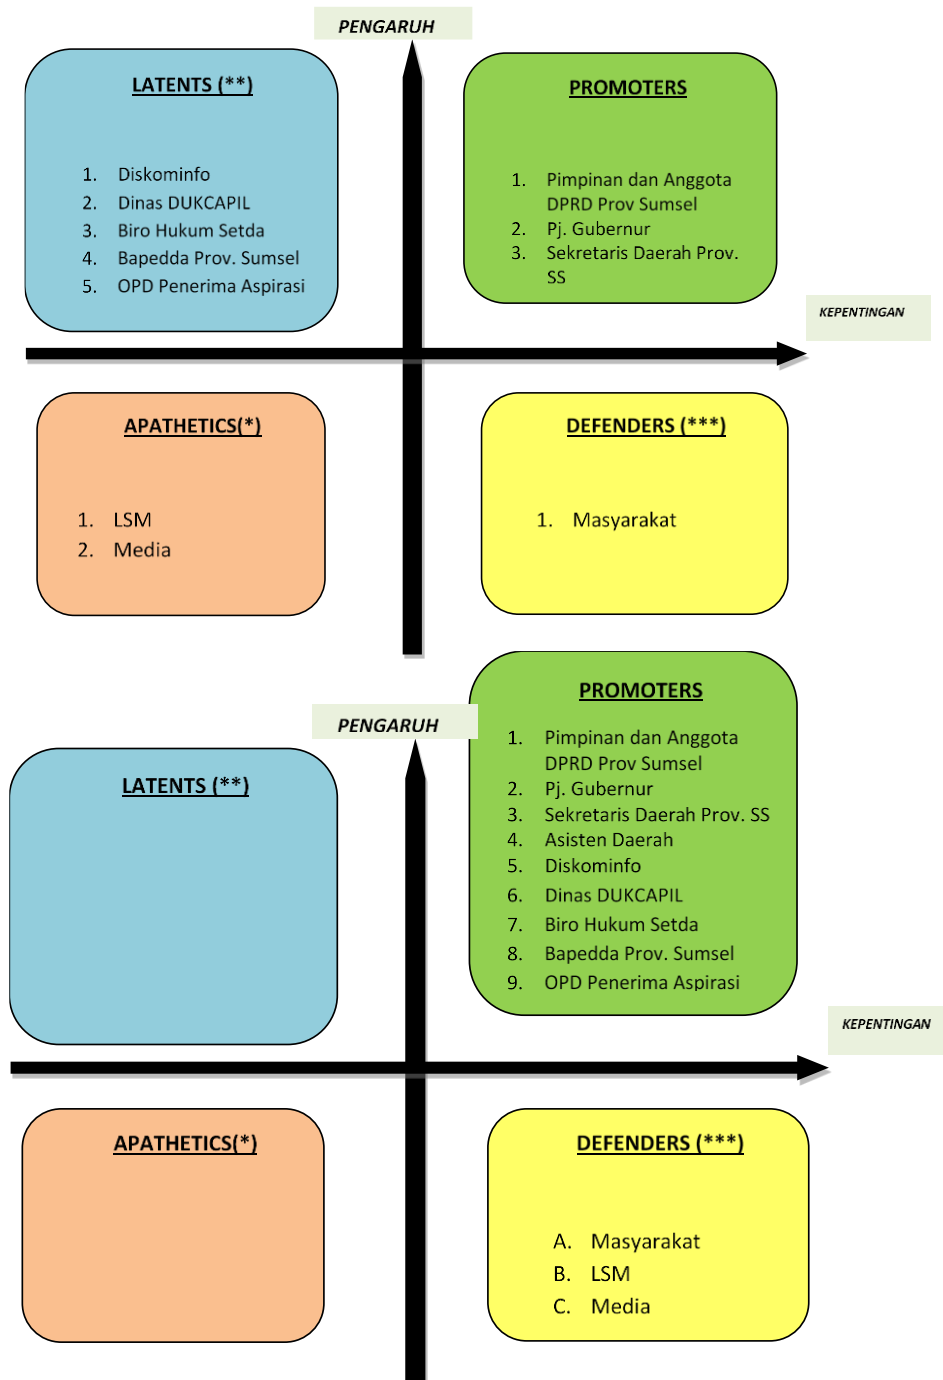 PENGARUH
LATENTS (**)
1. Diskominfo
2. Dinas DUKCAPIL
3. Biro Hukum Setda
4. Bapedda Prov. Sumsel
5. OPD Penerima Aspirasi
PROMOTERS
1. Pimpinan dan Anggota
DPRD Prov Sumsel
2. Pj. Gubernur
3. Sekretaris Daerah Prov.
SS
KEPENTINGAN
APATHETICS(*)
1. LSM
2. Media
DEFENDERS (***)
1. Masyarakat
PENGARUH
LATENTS (**)
PROMOTERS
1. Pimpinan dan Anggota
DPRD Prov Sumsel
2. Pj. Gubernur
3. Sekretaris Daerah Prov. SS
4. Asisten Daerah
5. Diskominfo
6. Dinas DUKCAPIL
7. Biro Hukum Setda
8. Bapedda Prov. Sumsel
9. OPD Penerima Aspirasi
KEPENTINGAN
APATHETICS(*)
DEFENDERS (***)
A. Masyarakat
B. LSM
C. Media